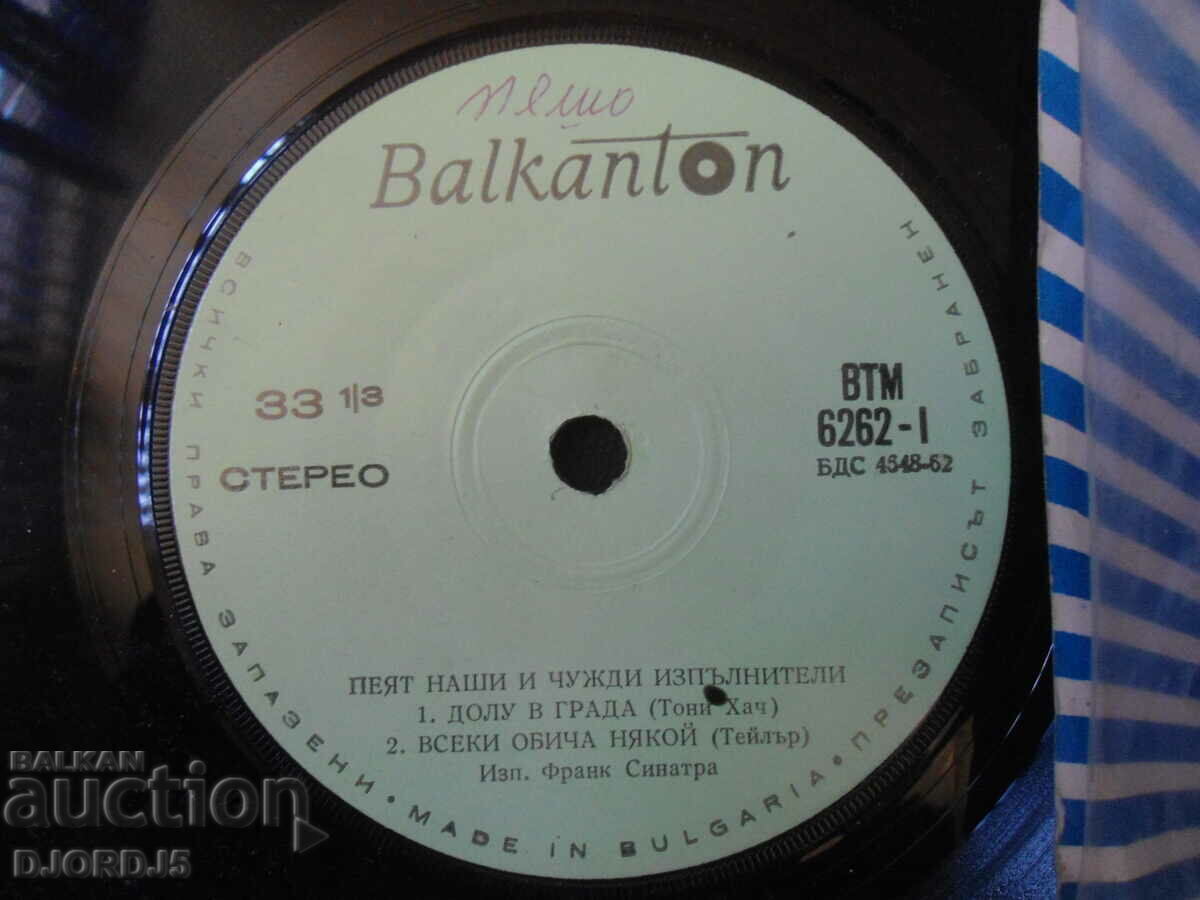 пешо
Balkanton
33 1/3
СТЕРЕО
ВТМ
6262-I
БДС 4548-62
ПЕЯТ НАШИ И ЧУЖДИ ИЗПЪЛНИТЕЛИ
1. ДОЛУ В ГРАДА (Тони Хач)
2. ВСЕКИ ОБИЧА НЯКОЙ (Тейлър)
Изп. Франк Синатра
ВСИЧКИ ПРАВА ЗАПАЗЕНИ • MADE IN BULGARIA • ПРЕЗАПИСЪТ ЗАБРАНЕН
BALKAN
auction
DJORDJ5